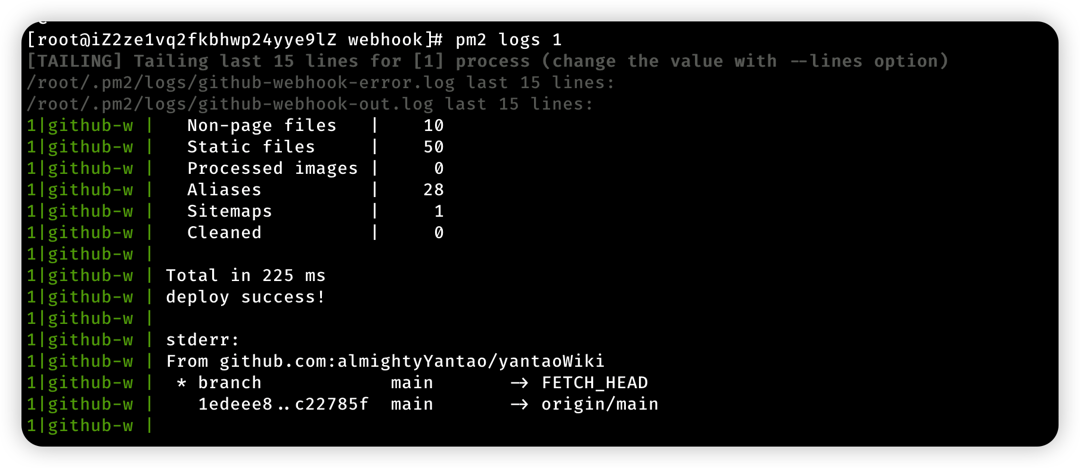 [root@iZ2ze1vq2fkbhwp24yye9lZ webhook]# pm2 logs 1
[TAILING] Tailing last 15 lines for [1] process (change the value with --lines option)
/root/.pm2/logs/github-webhook-error.log last 15 lines:
/root/.pm2/logs/github-webhook-out.log last 15 lines:
1|github-w |   Non-page files   |    10
1|github-w |   Static files     |    50
1|github-w |   Processed images |     0
1|github-w |   Aliases          |    28
1|github-w |   Sitemaps         |     1
1|github-w |   Cleaned          |     0
1|github-w |
1|github-w | Total in 225 ms
1|github-w | deploy success!
1|github-w |
1|github-w | stderr:
1|github-w | From github.com:almightyYantao/yantaoWiki
1|github-w |  * branch            main       -> FETCH_HEAD
1|github-w |    1edeee8..c22785f  main       -> origin/main
1|github-w |